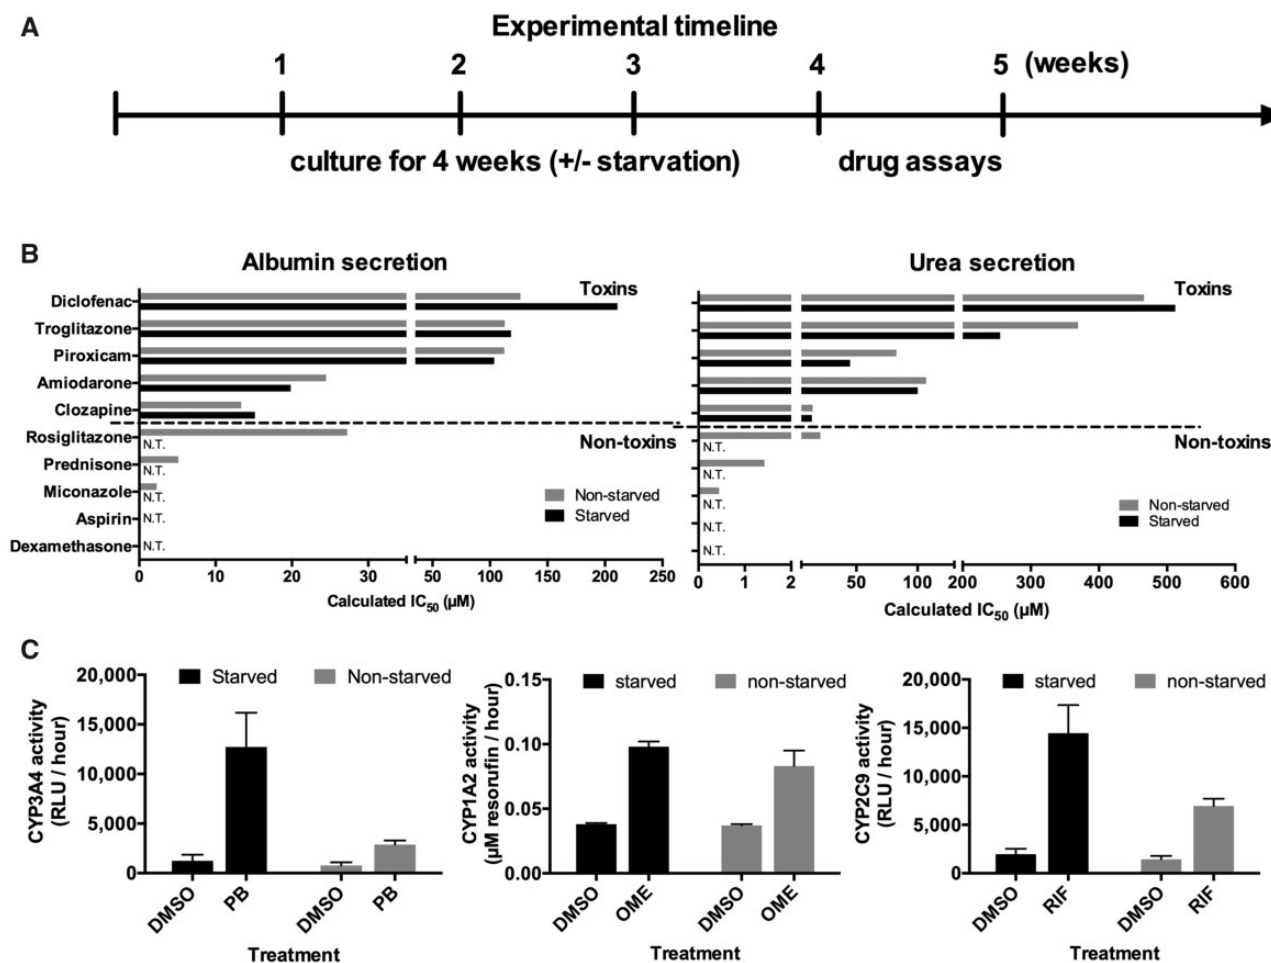 A
Experimental timeline
1 2 3 4 5 (weeks)
culture for 4 weeks (+/- starvation) drug assays
B
Albumin secretion
Toxins
Diclofenac
Troglitazone
Piroxicam
Amiodarone
Clozapine
Rosiglitazone
Non-toxins
N.T.
Prednisone
N.T.
Miconazole
N.T.
Non-starved
Aspirin
N.T.
Starved
Dexamethasone
N.T.
0 10 20 30 50 100 150 200 250
Calculated IC50 (µM)
Urea secretion
Toxins
Non-toxins
N.T.
N.T.
N.T.
Non-starved
N.T.
Starved
N.T.
0 1 2 50 100 200 300 400 500 600
Calculated IC50 (µM)
C
Starved Non-starved
20,000
15,000
10,000
5,000
0
CYP3A4 activity
(RLU / hour)
DMSO PB DMSO PB
Treatment
starved non-starved
0.15
0.10
0.05
0.00
CYP1A2 activity
(µM resorufin / hour)
DMSO OME DMSO OME
Treatment
starved non-starved
20,000
15,000
10,000
5,000
0
CYP2C9 activity
(RLU / hour)
DMSO RIF DMSO RIF
Treatment